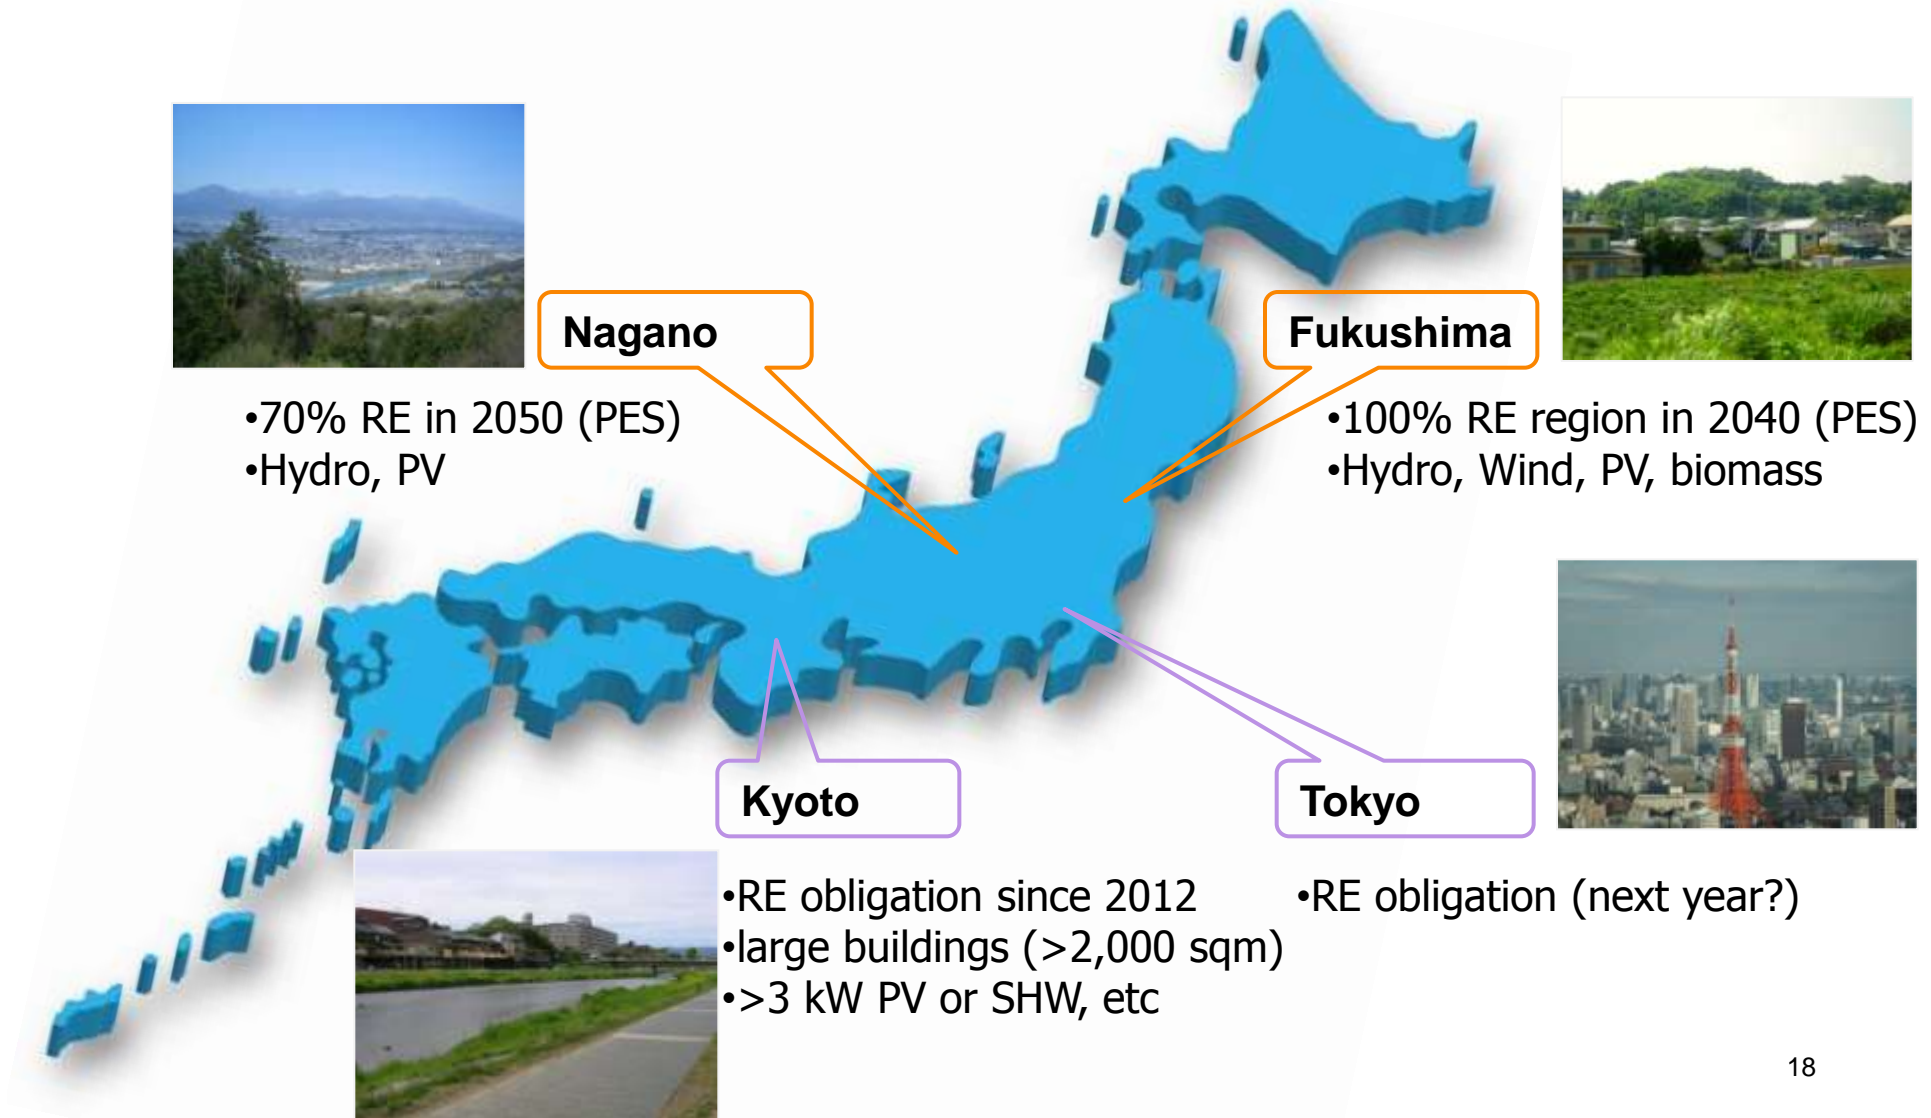 Nagano
•70% RE in 2050 (PES)
•Hydro, PV
Fukushima
•100% RE region in 2040 (PES)
•Hydro, Wind, PV, biomass
Kyoto
•RE obligation since 2012
•large buildings (>2,000 sqm)
•>3 kW PV or SHW, etc
Tokyo
•RE obligation (next year?)
18